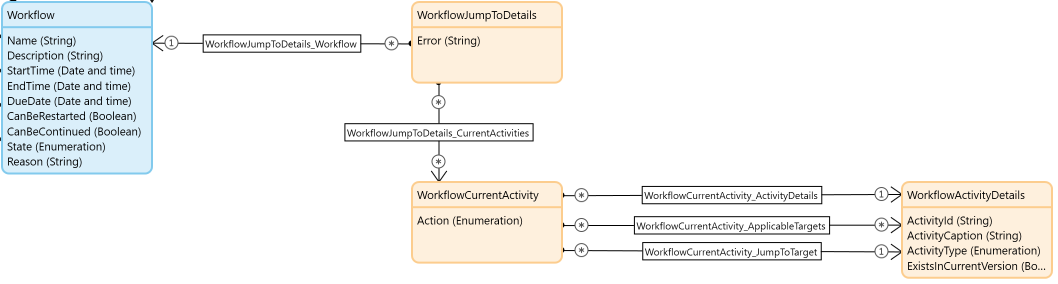 Workflow
Name (String)
Description (String)
StartTime (Date and time)
EndTime (Date and time)
DueDate (Date and time)
CanBeRestarted (Boolean)
CanBeContinued (Boolean)
State (Enumeration)
Reason (String)
1
WorkflowJumpToDetails_Workflow
*
WorkflowJumpToDetails
Error (String)
*
WorkflowJumpToDetails_CurrentActivities
*
WorkflowCurrentActivity
Action (Enumeration)
*
WorkflowCurrentActivity_ActivityDetails
1
*
WorkflowCurrentActivity_ApplicableTargets
*
*
WorkflowCurrentActivity_JumpToTarget
1
WorkflowActivityDetails
ActivityId (String)
ActivityCaption (String)
ActivityType (Enumeration)
ExistsInCurrentVersion (Bo...